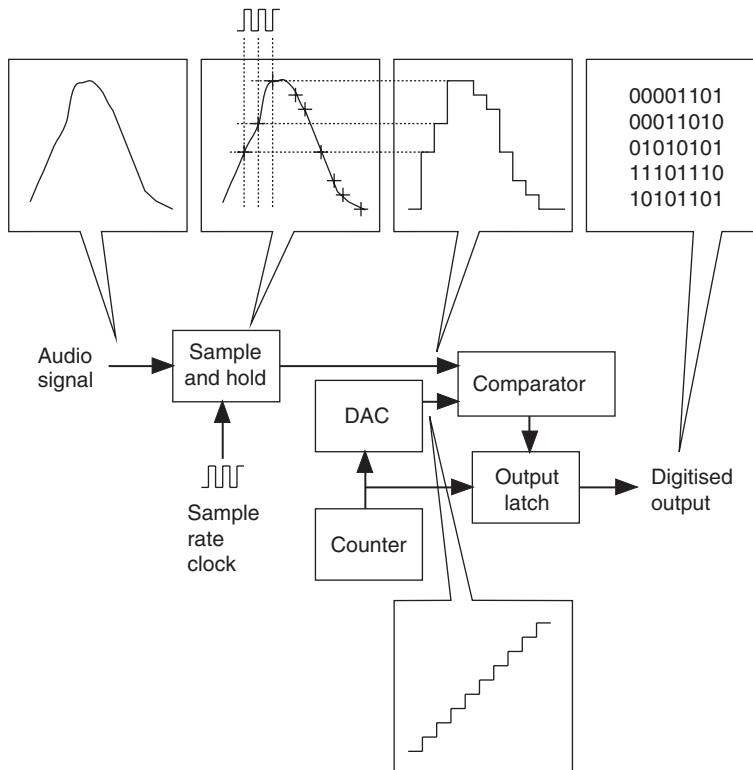 00001101
00011010
01010101
11101110
10101101
Audio
signal
Sample
and hold
Comparator
DAC
Output
latch
Digitised
output
Sample
rate
clock
Counter